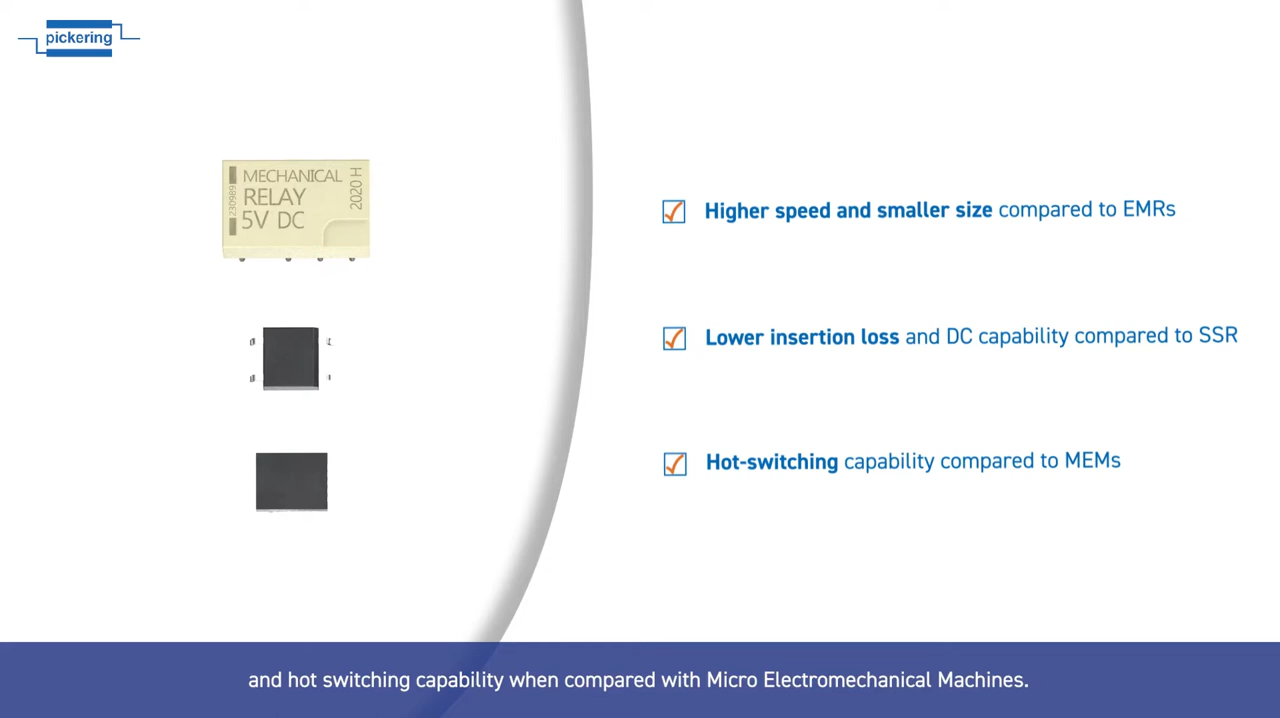 pickering
MECHANICAL
RELAY
5V DC
230989
2020 H
Higher speed and smaller size compared to EMRs
Lower insertion loss and DC capability compared to SSR
Hot-switching capability compared to MEMs
and hot switching capability when compared with Micro Electromechanical Machines.